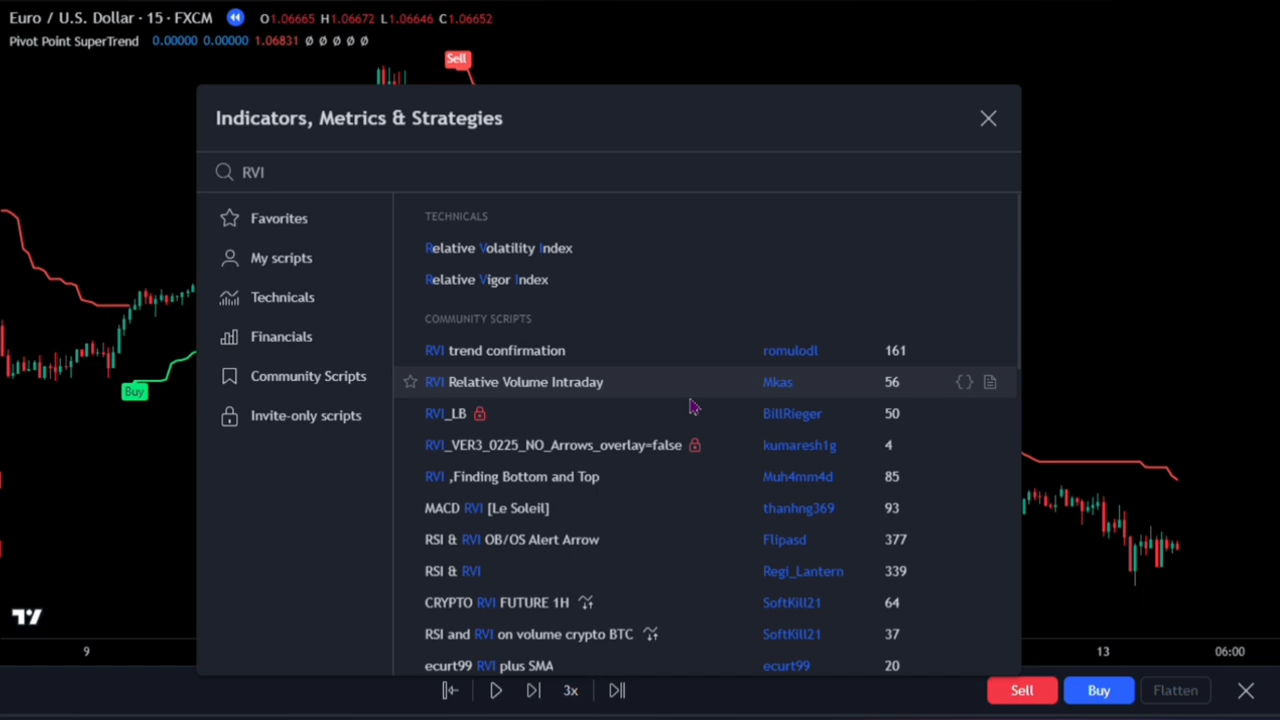 Euro / U.S. Dollar · 15 · FXCM O1.06665 H1.06672 L1.06646 C1.06652
Pivot Point SuperTrend 0.00000 0.00000 1.06831 Ø Ø Ø Ø Ø
Sell
Indicators, Metrics & Strategies
RVI
Favorites
My scripts
Technicals
Financials
Community Scripts
Invite-only scripts
TECHNICALS
Relative Volatility Index
Relative Vigor Index
COMMUNITY SCRIPTS
RVI trend confirmation romulodl 161
RVI Relative Volume Intraday Mkas 56
RVI_LB BillRieger 50
RVI_VER3_0225_NO_Arrows_overlay=false kumaresh1g 4
RVI ,Finding Bottom and Top Muh4mm4d 85
MACD RVI [Le Soleil] thanhng369 93
RSI & RVI OB/OS Alert Arrow Flipasd 377
RSI & RVI Regi_Lantern 339
CRYPTO RVI FUTURE 1H SoftKill21 64
RSI and RVI on volume crypto BTC SoftKill21 37
ecurt99 RVI plus SMA ecurt99 20
Buy
9 13 06:00
3x Sell Buy Flatten